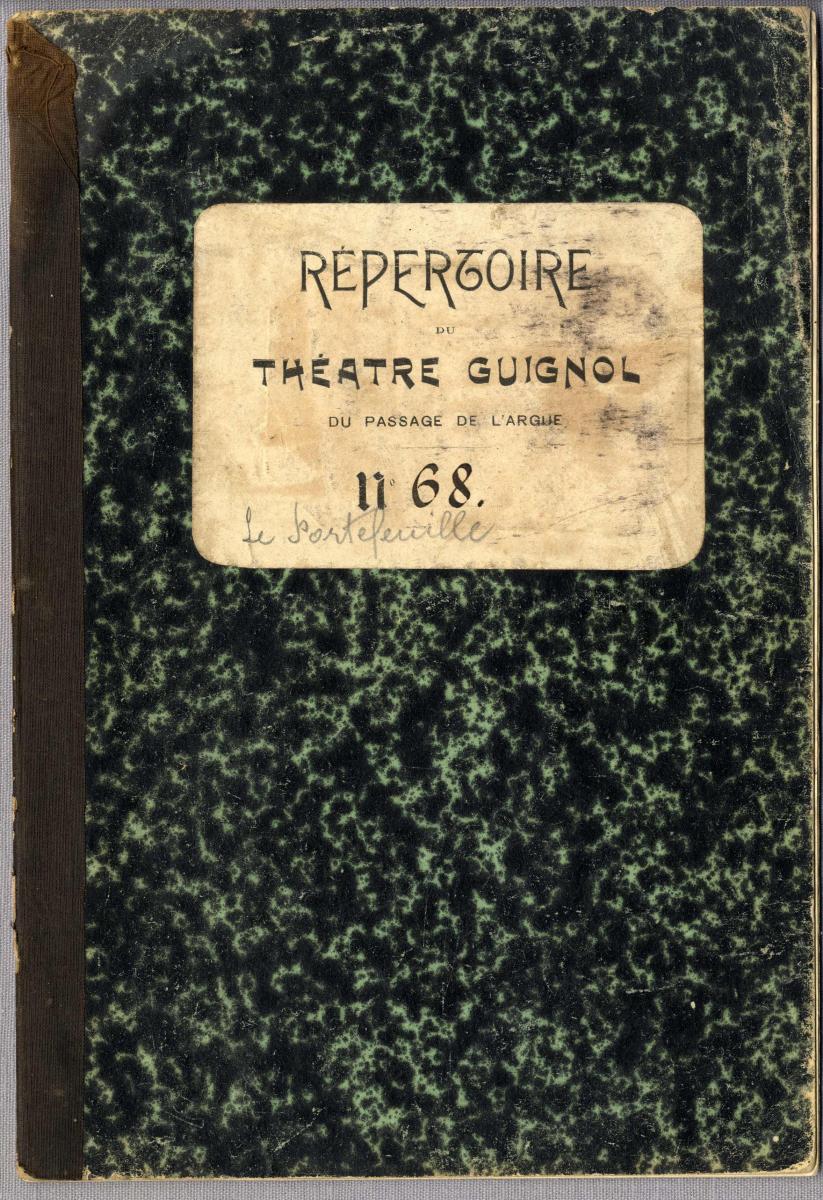 RÉPERTOIRE
DU
THÉATRE GUIGNOL
DU PASSAGE DE L'ARGUE
N° 68.
Le Portefeuille